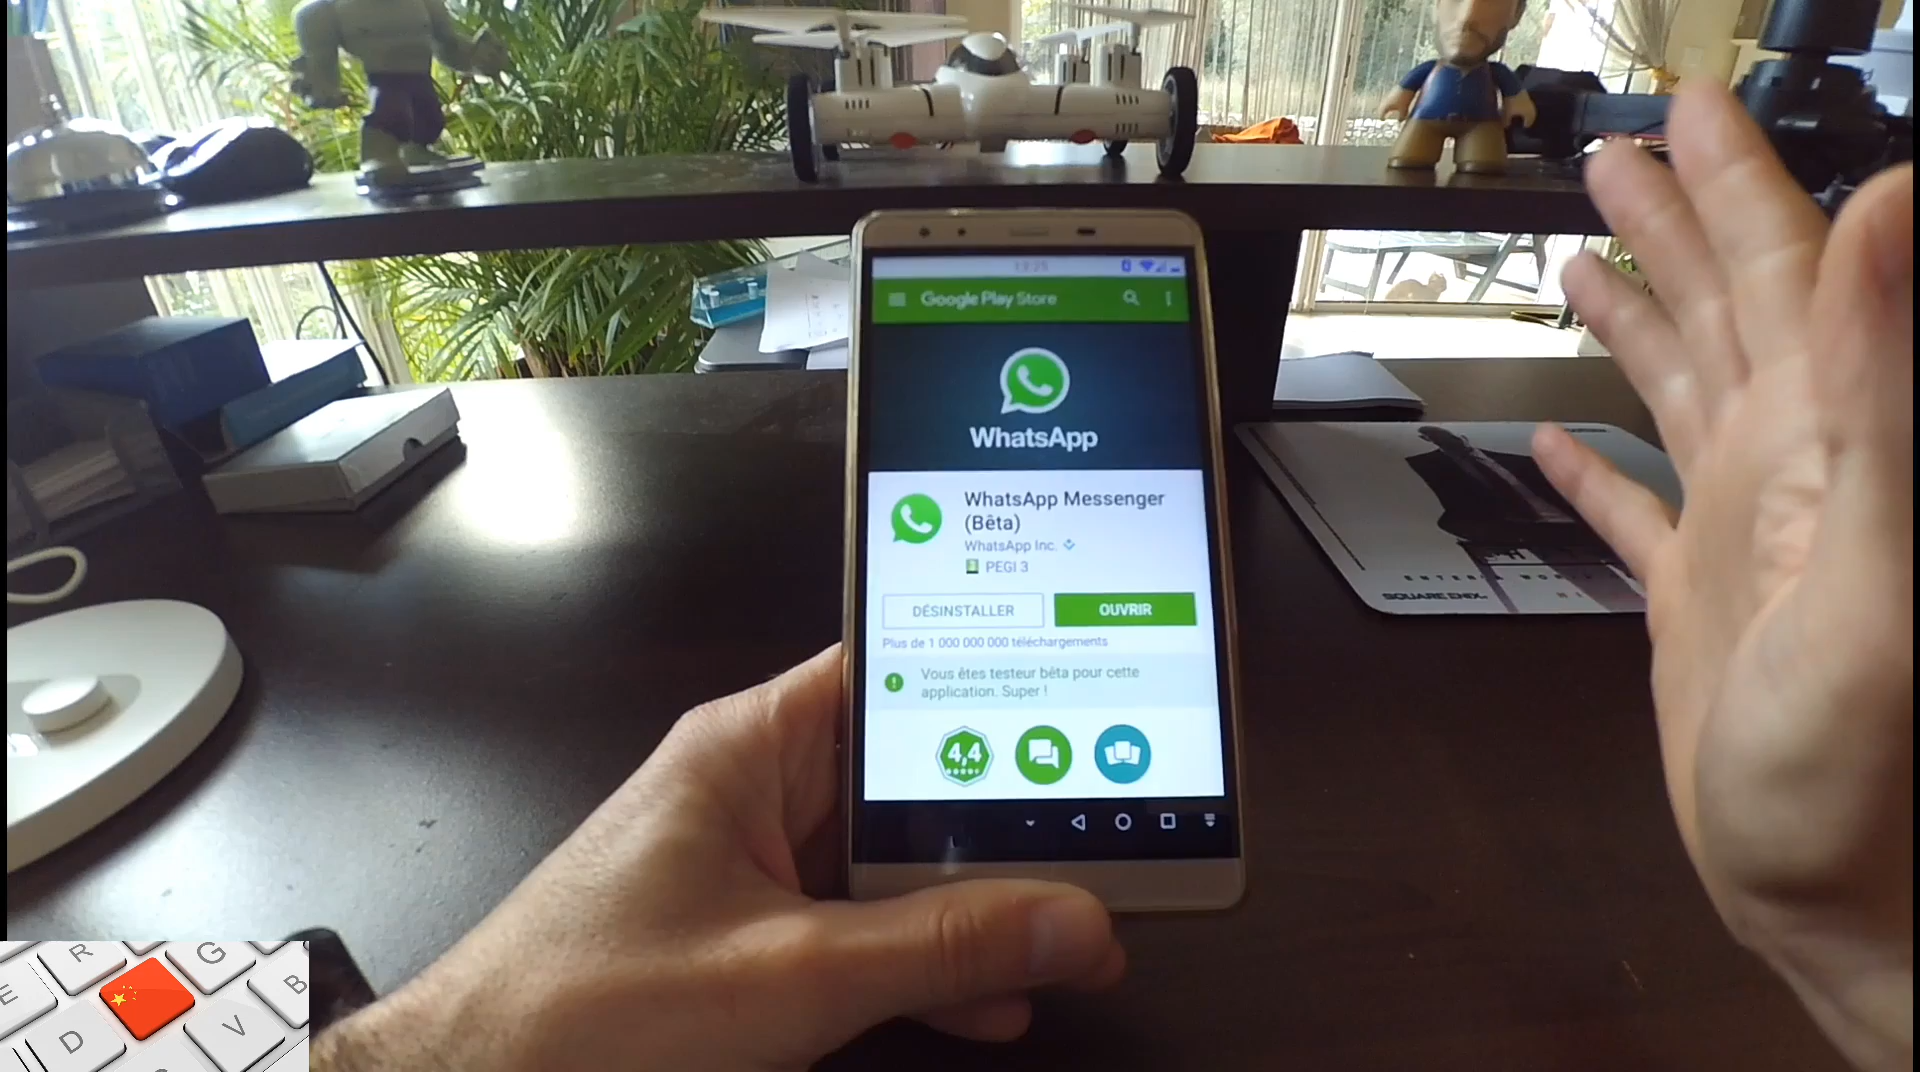 Google Play Store
WhatsApp
WhatsApp Messenger
(Bêta)
WhatsApp Inc.
PEGI 3
DÉSINSTALLER
OUVRIR
Plus de 1 000 000 000 téléchargements
Vous êtes testeur bêta pour cette
application. Super !
4,4
SQUARE ENIX
R
G
E
B
D
V